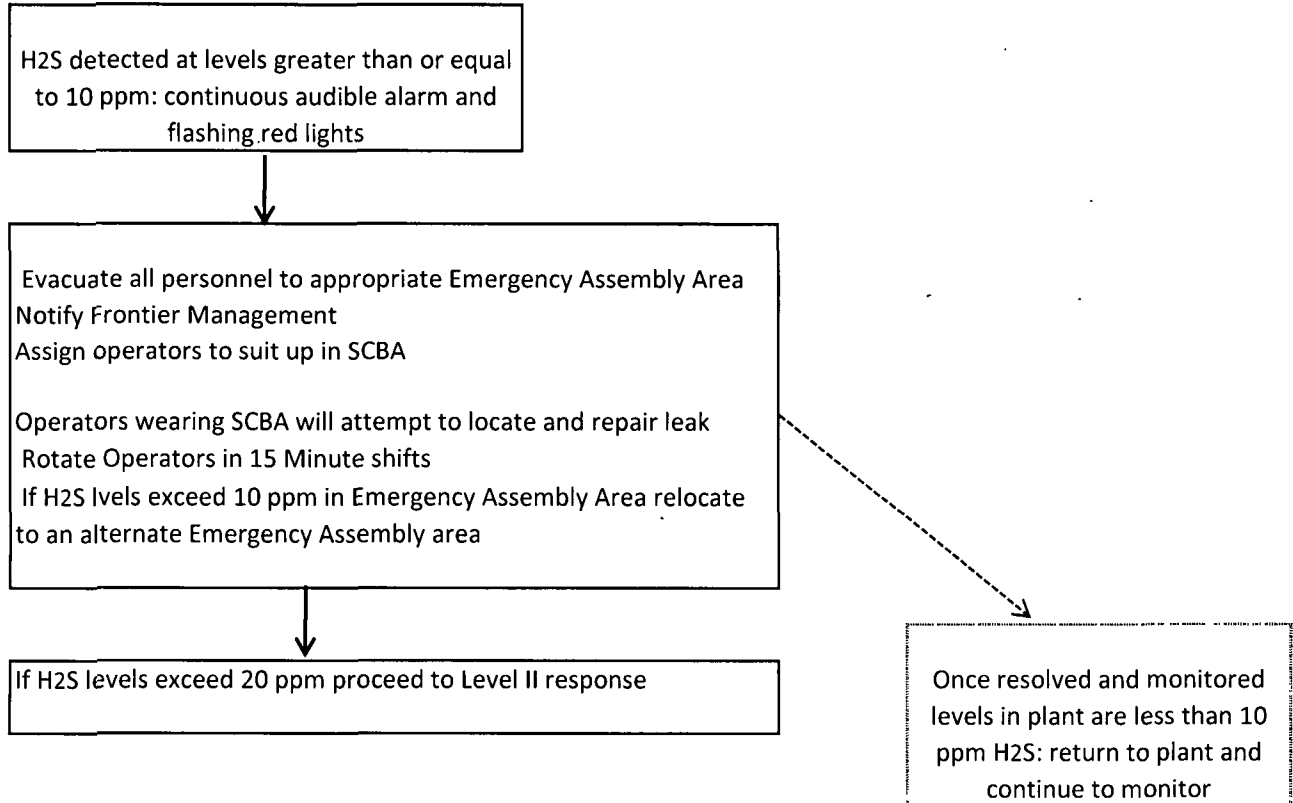 H2S detected at levels greater than or equal
to 10 ppm: continuous audible alarm and
flashing red lights
Evacuate all personnel to appropriate Emergency Assembly Area
Notify Frontier Management
Assign operators to suit up in SCBA
Operators wearing SCBA will attempt to locate and repair leak
Rotate Operators in 15 Minute shifts
If H2S lvels exceed 10 ppm in Emergency Assembly Area relocate
to an alternate Emergency Assembly area
If H2S levels exceed 20 ppm proceed to Level II response
Once resolved and monitored
levels in plant are less than 10
ppm H2S: return to plant and
continue to monitor